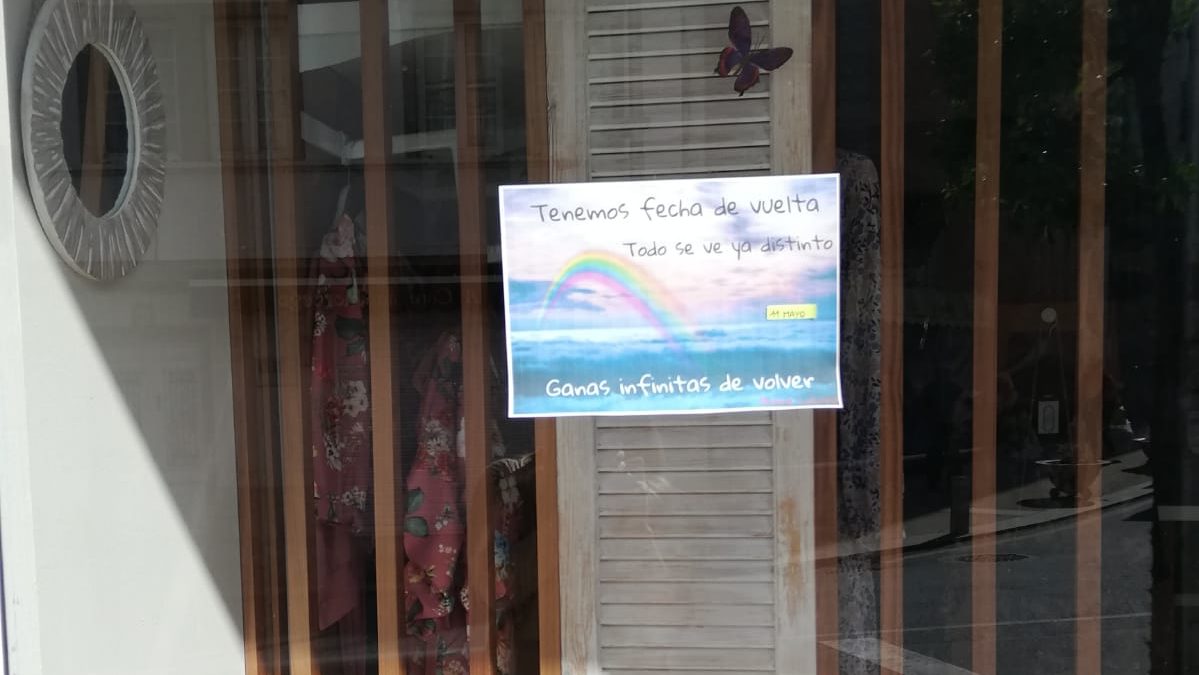 Tenemos fecha de vuelta
Todo se ve ya distinto
11 MAYO
Ganas infinitas de volver